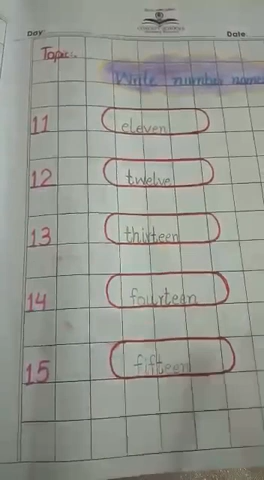 Day
Date
Topic:
Write number name
11 eleven
12 twelve
13 thirteen
14 fourteen
15 fifteen